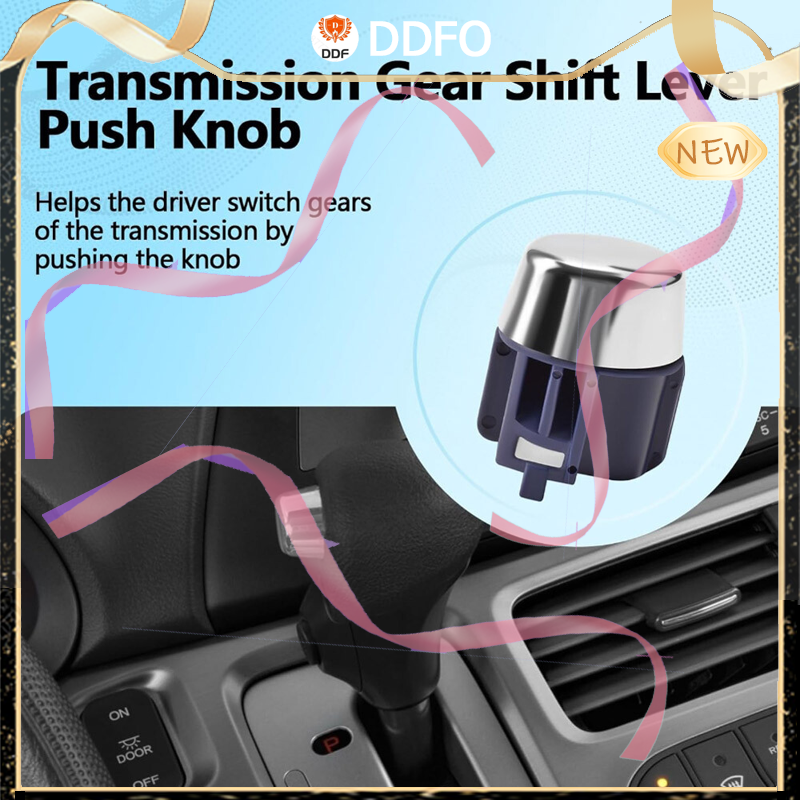 DDF
DDFO
Transmission Gear Shift Lever
Push Knob
NEW
Helps the driver switch gears
of the transmission by
pushing the knob
5
ON
DOOR
OFF
P